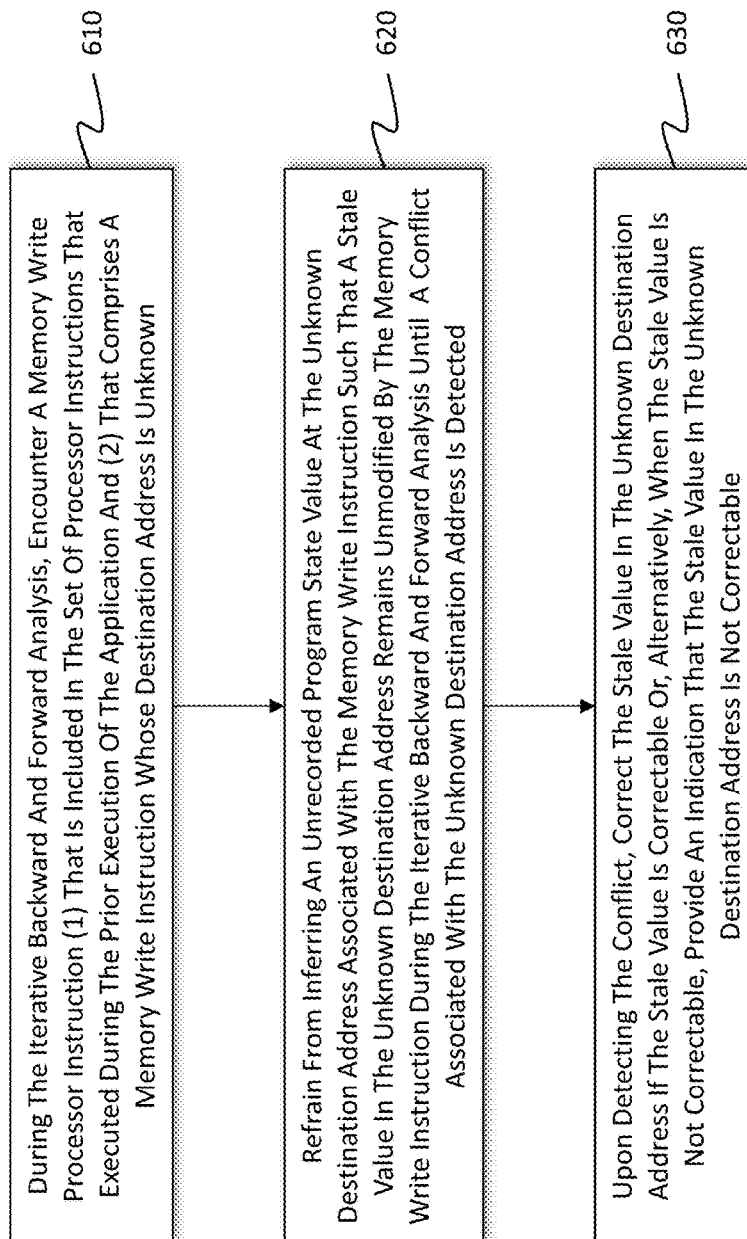 During The Iterative Backward And Forward Analysis, Encounter A Memory Write
Processor Instruction (1) That Is Included In The Set Of Processor Instructions That
Executed During The Prior Execution Of The Application And (2) That Comprises A
Memory Write Instruction Whose Destination Address Is Unknown
610
Refrain From Inferring An Unrecorded Program State Value At The Unknown
Destination Address Associated With The Memory Write Instruction Such That A Stale
Value In The Unknown Destination Address Remains Unmodified By The Memory
Write Instruction During The Iterative Backward And Forward Analysis Until A Conflict
Associated With The Unknown Destination Address Is Detected
620
Upon Detecting The Conflict, Correct The Stale Value In The Unknown Destination
Address If The Stale Value Is Correctable Or, Alternatively, When The Stale Value Is
Not Correctable, Provide An Indication That The Stale Value In The Unknown
Destination Address Is Not Correctable
630